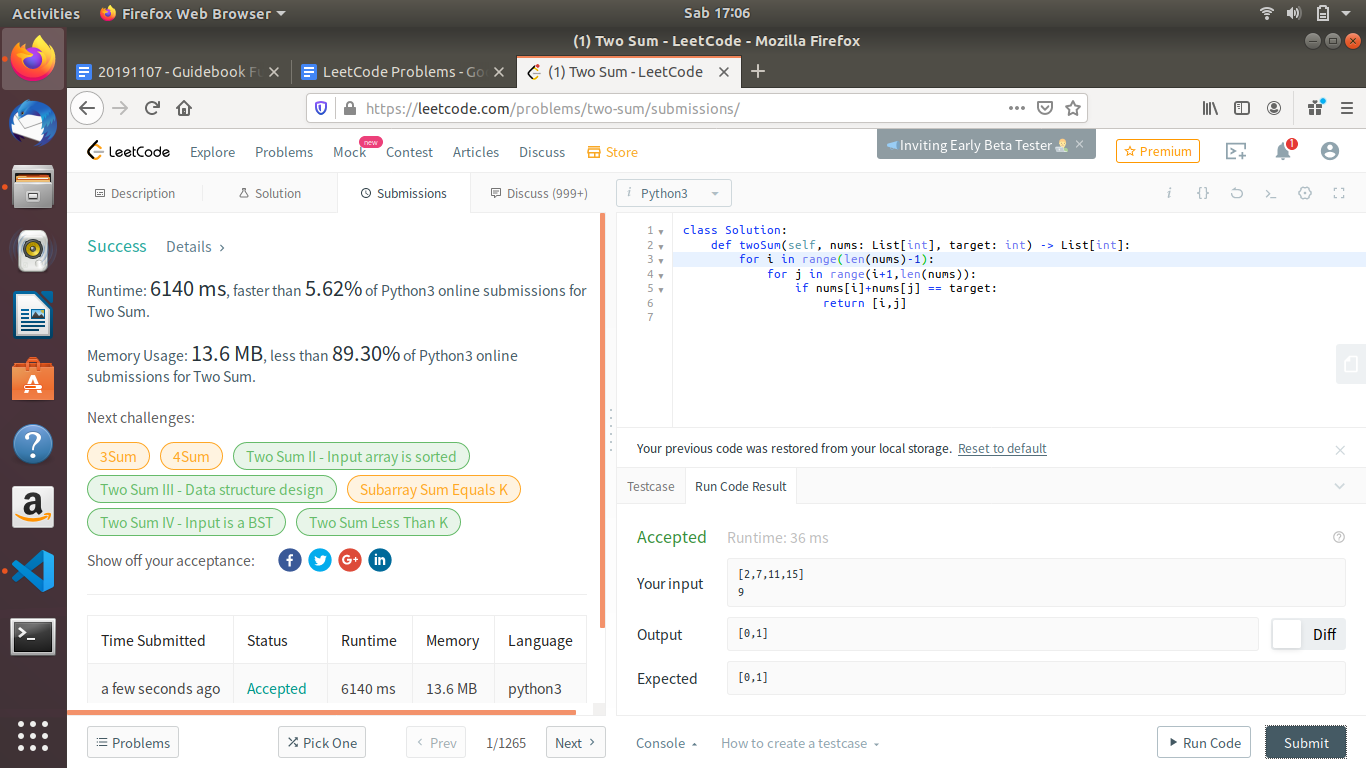 Activities Firefox Web Browser Sab 17:06
(1) Two Sum - LeetCode - Mozilla Firefox
20191107 - Guidebook Fu LeetCode Problems - Go (1) Two Sum - LeetCode
https://leetcode.com/problems/two-sum/submissions/
LeetCode Explore Problems Mock new Contest Articles Discuss Store Inviting Early Beta Tester Premium 1
Description Solution Submissions Discuss (999+) i Python3 i {}
Success Details
Runtime: 6140 ms, faster than 5.62% of Python3 online submissions for
Two Sum.
Memory Usage: 13.6 MB, less than 89.30% of Python3 online
submissions for Two Sum.
Next challenges:
3Sum 4Sum Two Sum II - Input array is sorted
Two Sum III - Data structure design Subarray Sum Equals K
Two Sum IV - Input is a BST Two Sum Less Than K
Show off your acceptance:
Time Submitted Status Runtime Memory Language
a few seconds ago Accepted 6140 ms 13.6 MB python3
Problems Pick One Prev 1/1265 Next
1 class Solution:
2 def twoSum(self, nums: List[int], target: int) -> List[int]:
3 for i in range(len(nums)-1):
4 for j in range(i+1,len(nums)):
5 if nums[i]+nums[j] == target:
6 return [i,j]
7
Your previous code was restored from your local storage. Reset to default
Testcase Run Code Result
Accepted Runtime: 36 ms
Your input [2,7,11,15]
9
Output [0,1] Diff
Expected [0,1]
Console How to create a testcase Run Code Submit